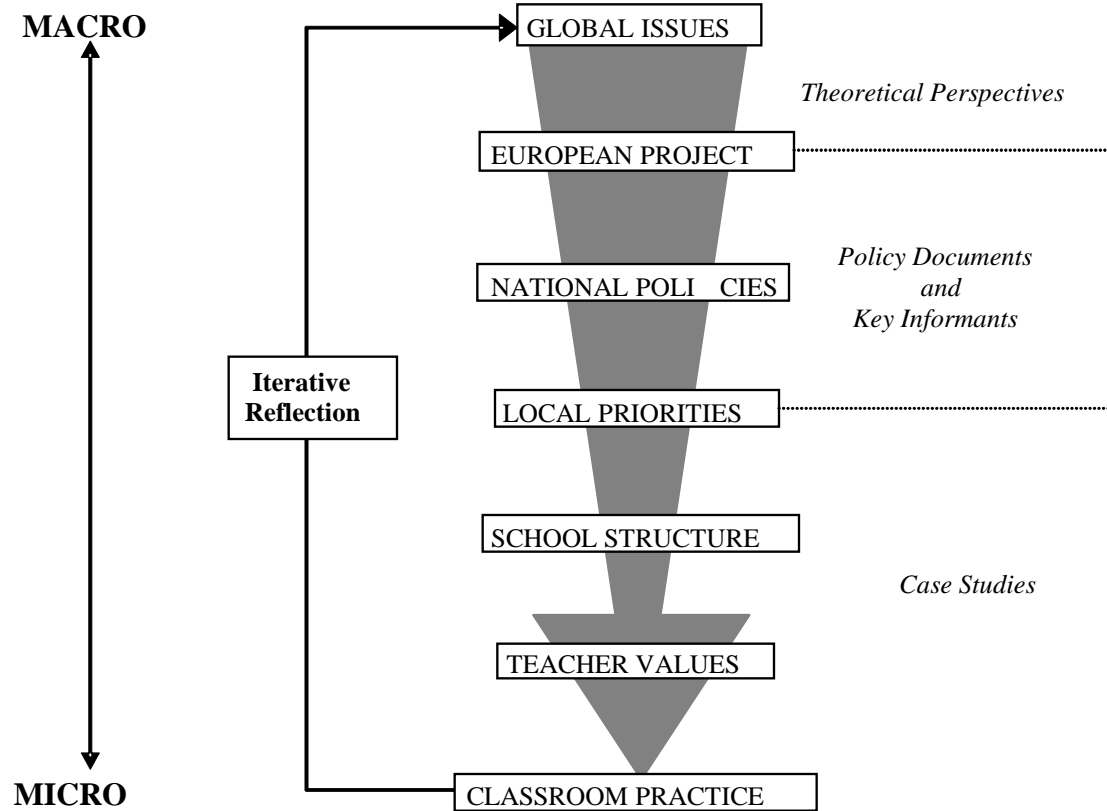 MACRO
GLOBAL ISSUES
Theoretical Perspectives
EUROPEAN PROJECT
Policy Documents
and
Key Informants
NATIONAL POLI CIES
Iterative
Reflection
LOCAL PRIORITIES
SCHOOL STRUCTURE
Case Studies
TEACHER VALUES
MICRO
CLASSROOM PRACTICE